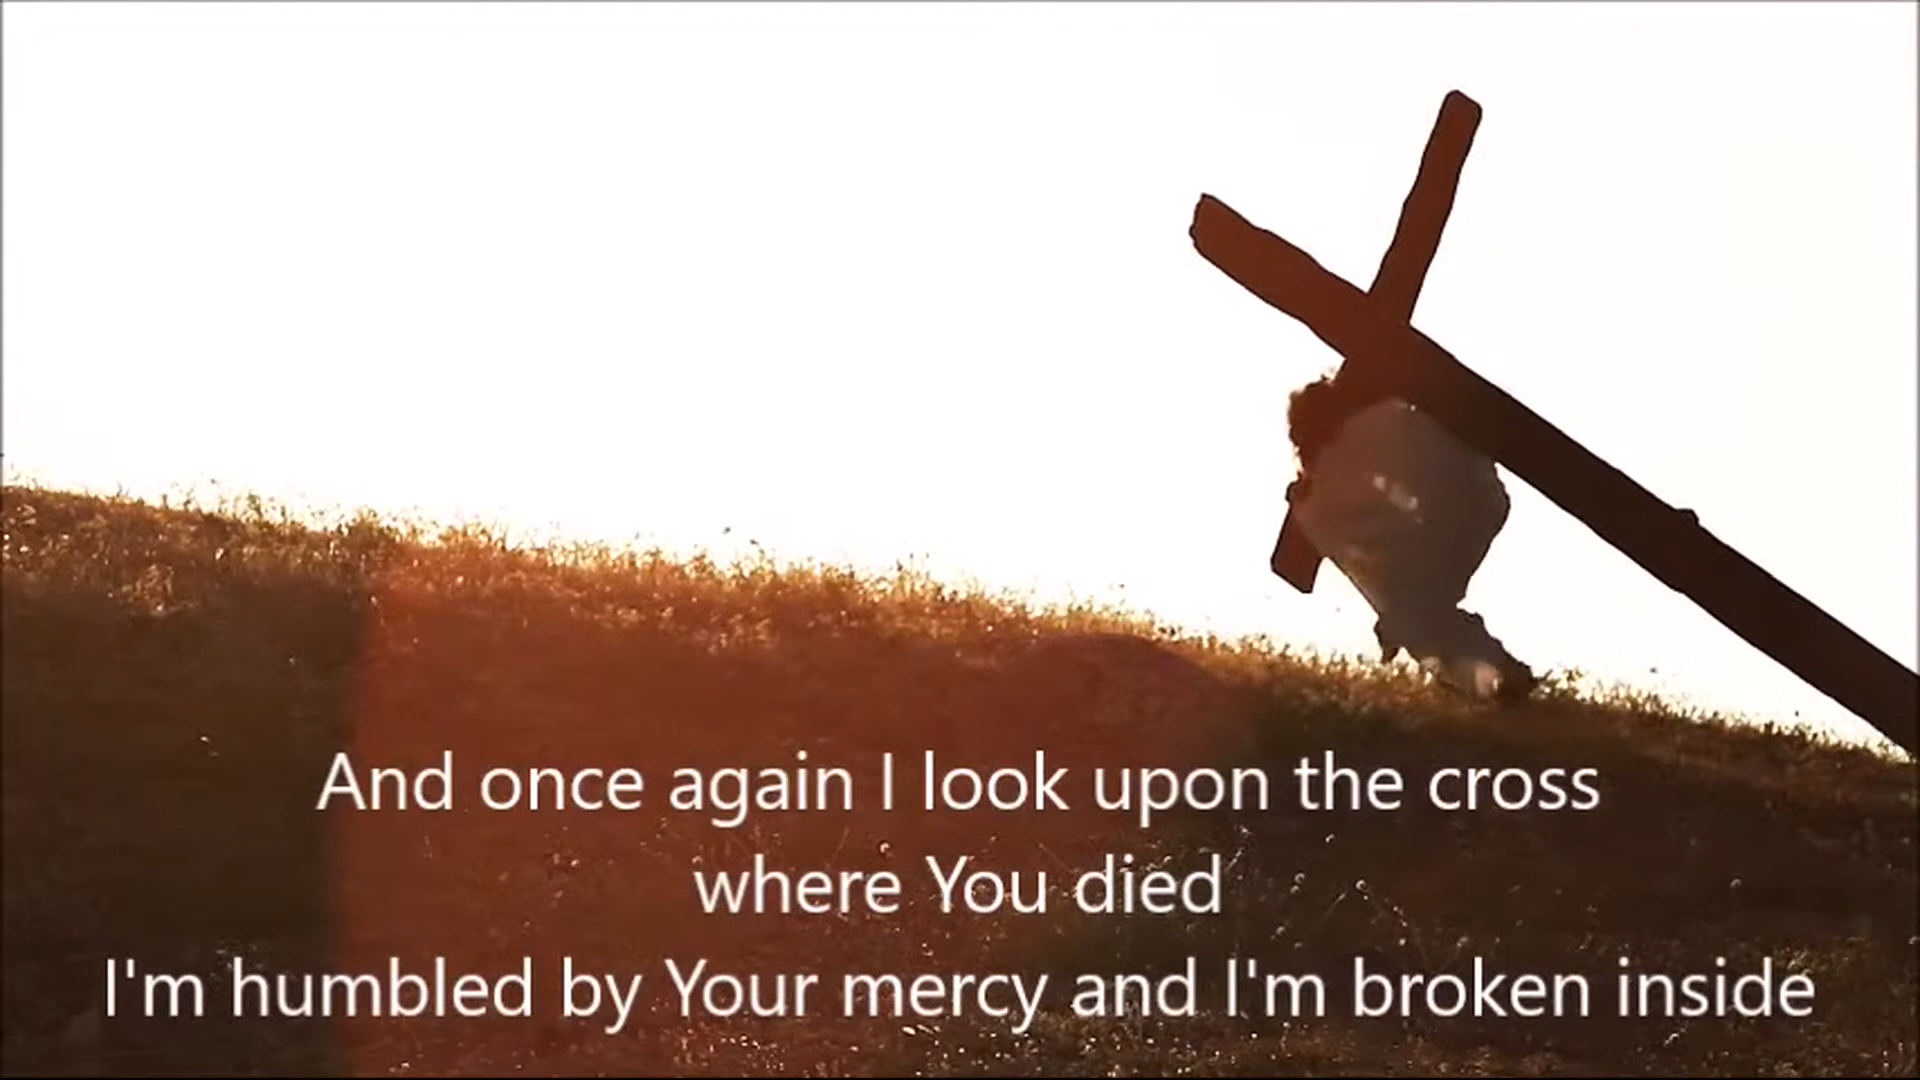 And once again I look upon the cross
where You died
I'm humbled by Your mercy and I'm broken inside